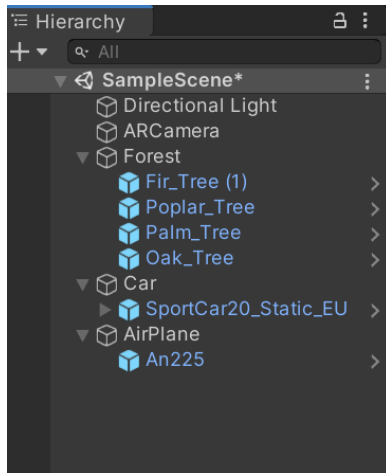 Hierarchy
All
SampleScene*
Directional Light
ARCamera
Forest
Fir_Tree (1)
Poplar_Tree
Palm_Tree
Oak_Tree
Car
SportCar20_Static_EU
AirPlane
An225